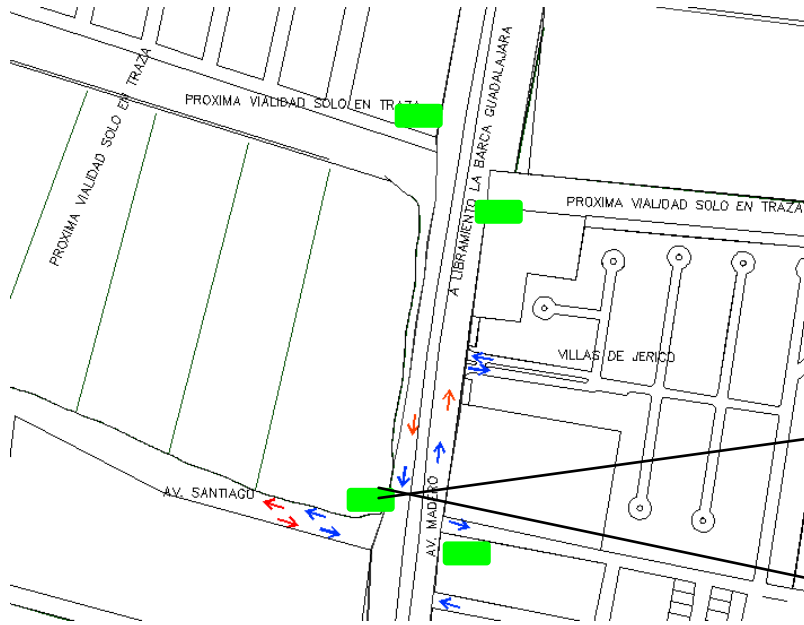 PROXIMA VIALIDAD SOLO EN TRAZA
PROXIMA VIALIDAD SOLO EN TRAZA
A LIBRAMIENTO LA BARCA GUADALAJARA
PROXIMA VIALIDAD SOLO EN TRAZA
VILLAS DE JERICO
AV. SANTIAGO
AV. MADERO